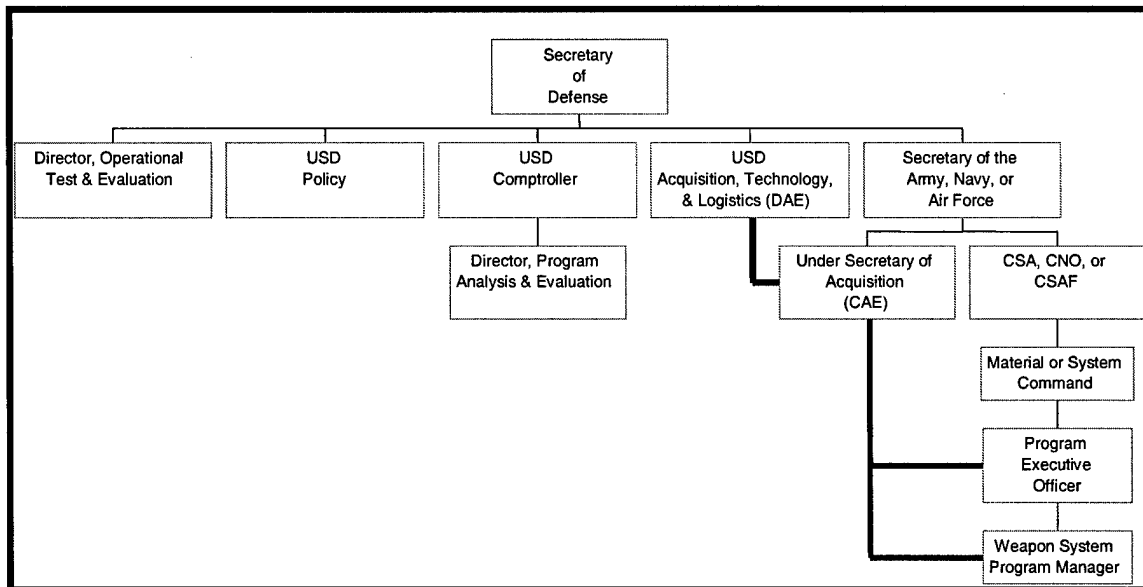 Secretary
of
Defense
Director, Operational
Test & Evaluation
USD
Policy
USD
Comptroller
USD
Acquisition, Technology,
& Logistics (DAE)
Secretary of the
Army, Navy, or
Air Force
Director, Program
Analysis & Evaluation
Under Secretary of
Acquisition
(CAE)
CSA, CNO, or
CSAF
Material or System
Command
Program
Executive
Officer
Weapon System
Program Manager